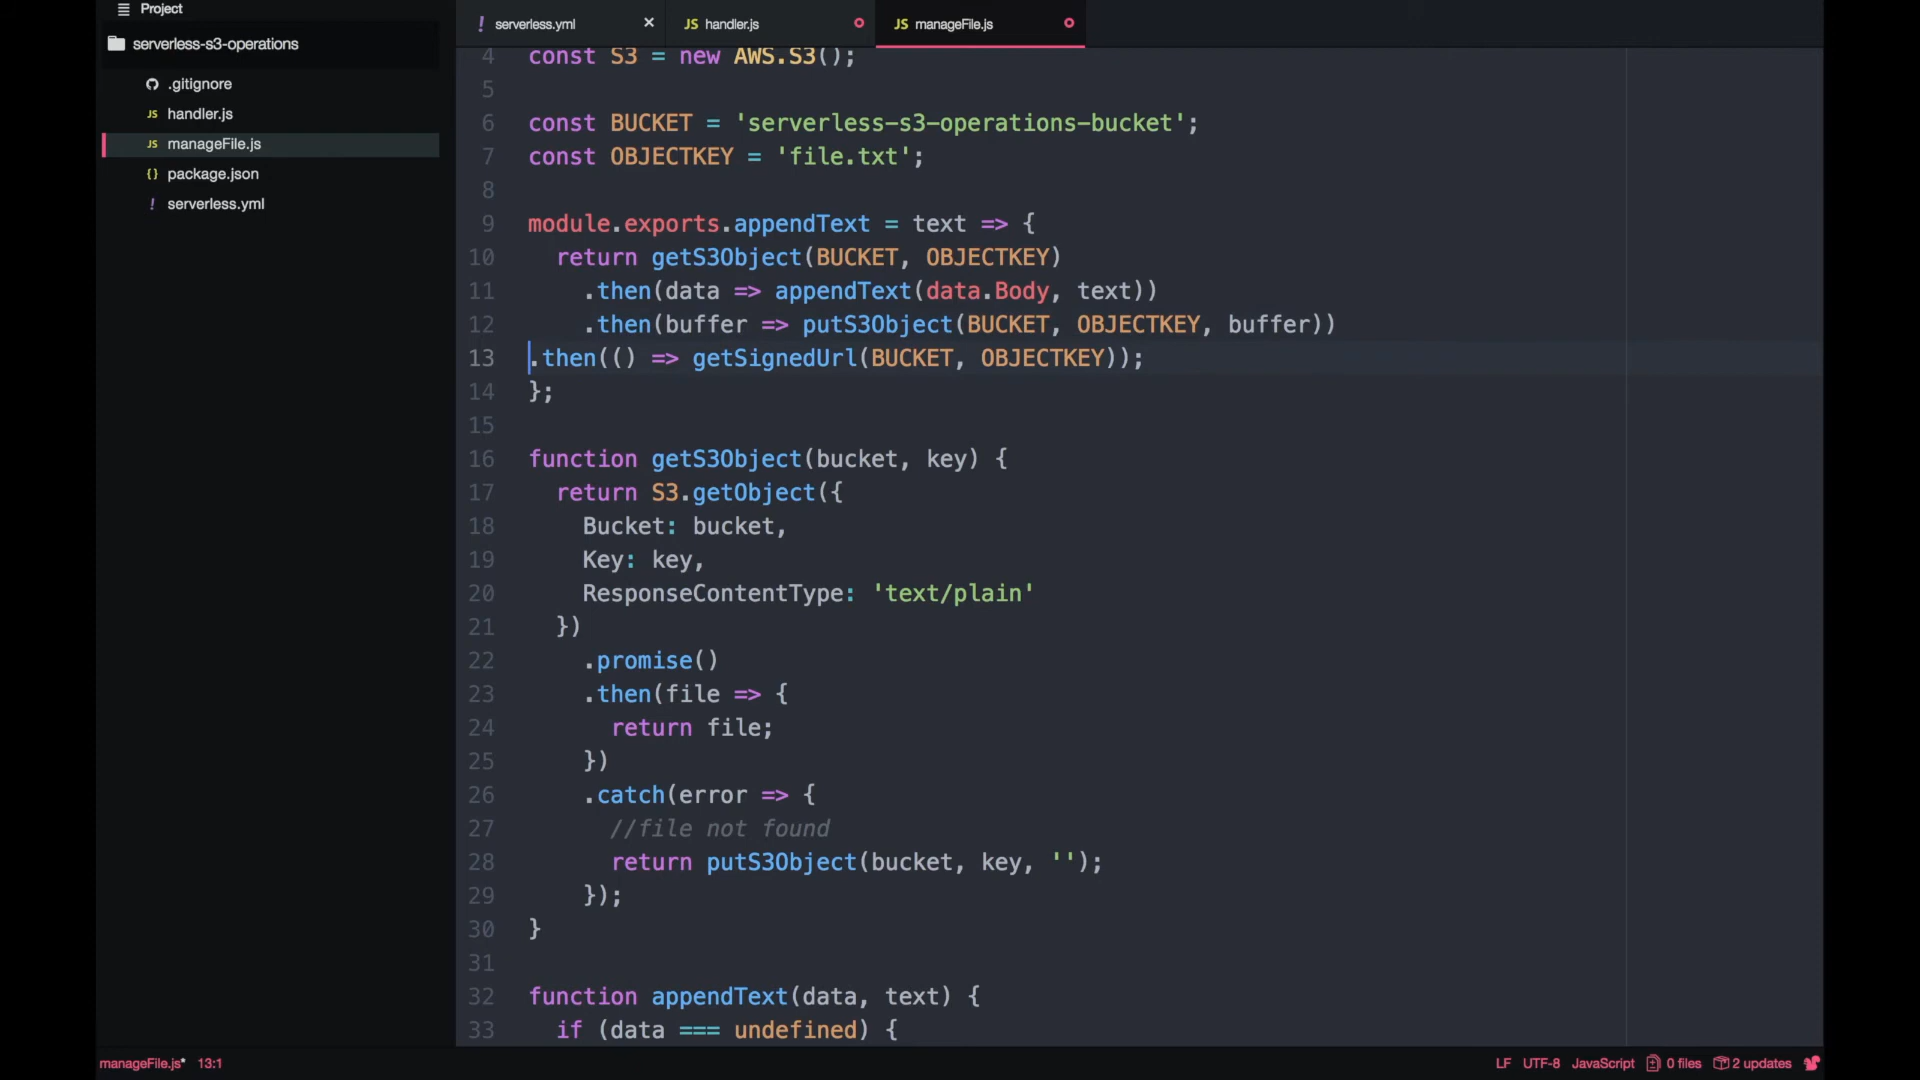 Project
serverless-s3-operations
.gitignore
JS handler.js
JS manageFile.js
{} package.json
! serverless.yml
! serverless.yml ×
JS handler.js
JS manageFile.js
4 const S3 = new AWS.S3();
5
6 const BUCKET = 'serverless-s3-operations-bucket';
7 const OBJECTKEY = 'file.txt';
8
9 module.exports.appendText = text => {
10   return getS3Object(BUCKET, OBJECTKEY)
11     .then(data => appendText(data.Body, text))
12     .then(buffer => putS3Object(BUCKET, OBJECTKEY, buffer))
13 .then(() => getSignedUrl(BUCKET, OBJECTKEY));
14 };
15
16 function getS3Object(bucket, key) {
17   return S3.getObject({
18     Bucket: bucket,
19     Key: key,
20     ResponseContentType: 'text/plain'
21   })
22     .promise()
23     .then(file => {
24       return file;
25     })
26     .catch(error => {
27       //file not found
28       return putS3Object(bucket, key, '');
29     });
30 }
31
32 function appendText(data, text) {
33   if (data === undefined) {
manageFile.js* 13:1
LF UTF-8 JavaScript 0 files 2 updates